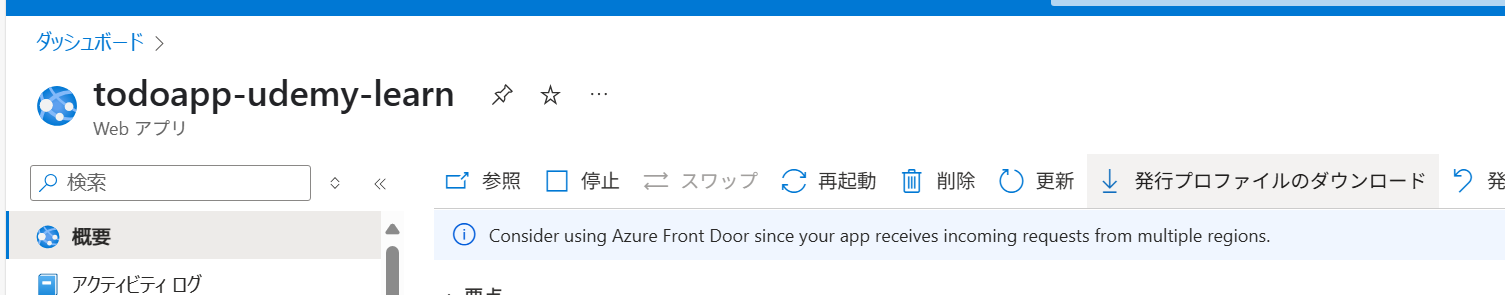 ダッシュボード
todoapp-udemy-learn
Web アプリ
検索
参照 停止 スワップ 再起動 削除 更新 発行プロファイルのダウンロード 発
概要
Consider using Azure Front Door since your app receives incoming requests from multiple regions.
アクティビティ ログ
要点